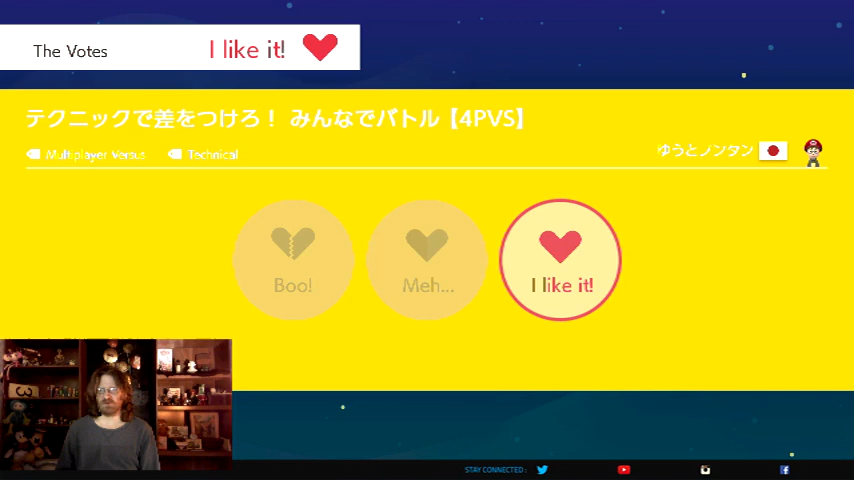 The Votes
I like it!
テクニックで差をつけろ！ みんなでバトル【4PVS】
Multiplayer Versus
Technical
ゆうとノンタン
Boo!
Meh...
I like it!
STAY CONNECTED :